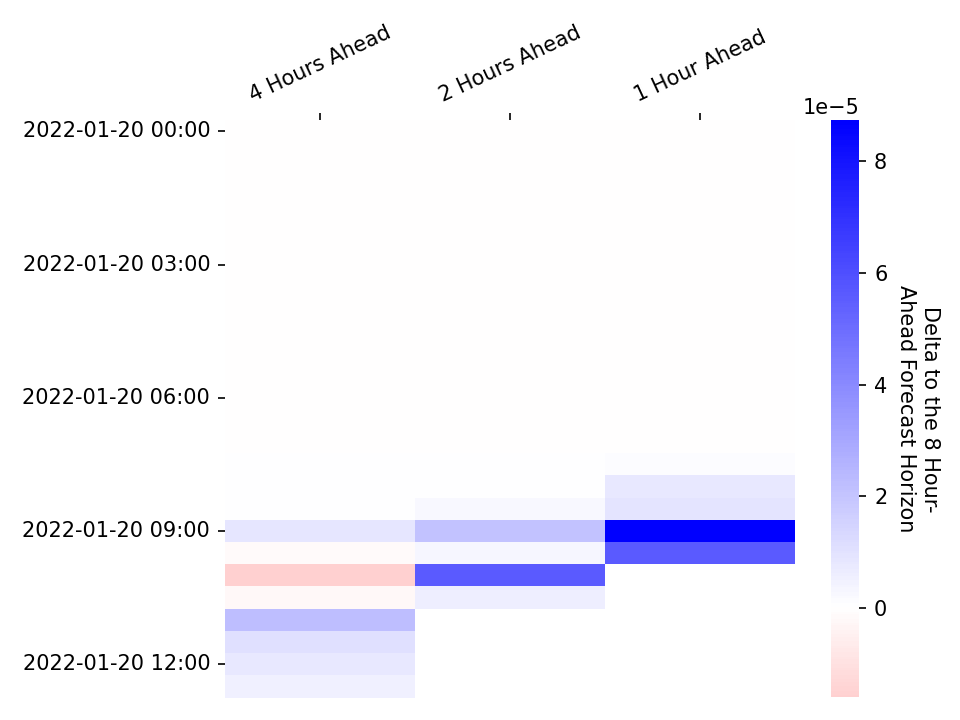 4 Hours Ahead
2 Hours Ahead
1 Hour Ahead
1e−5
2022-01-20 00:00
2022-01-20 03:00
2022-01-20 06:00
2022-01-20 09:00
2022-01-20 12:00
8
6
4
2
0
Delta to the 8 Hour-
Ahead Forecast Horizon